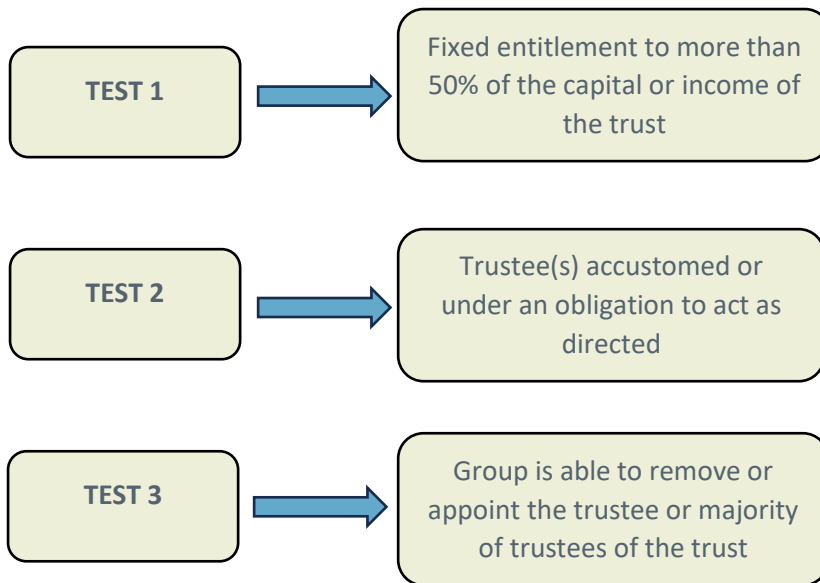 TEST 1
Fixed entitlement to more than
50% of the capital or income of
the trust
TEST 2
Trustee(s) accustomed or
under an obligation to act as
directed
TEST 3
Group is able to remove or
appoint the trustee or majority
of trustees of the trust